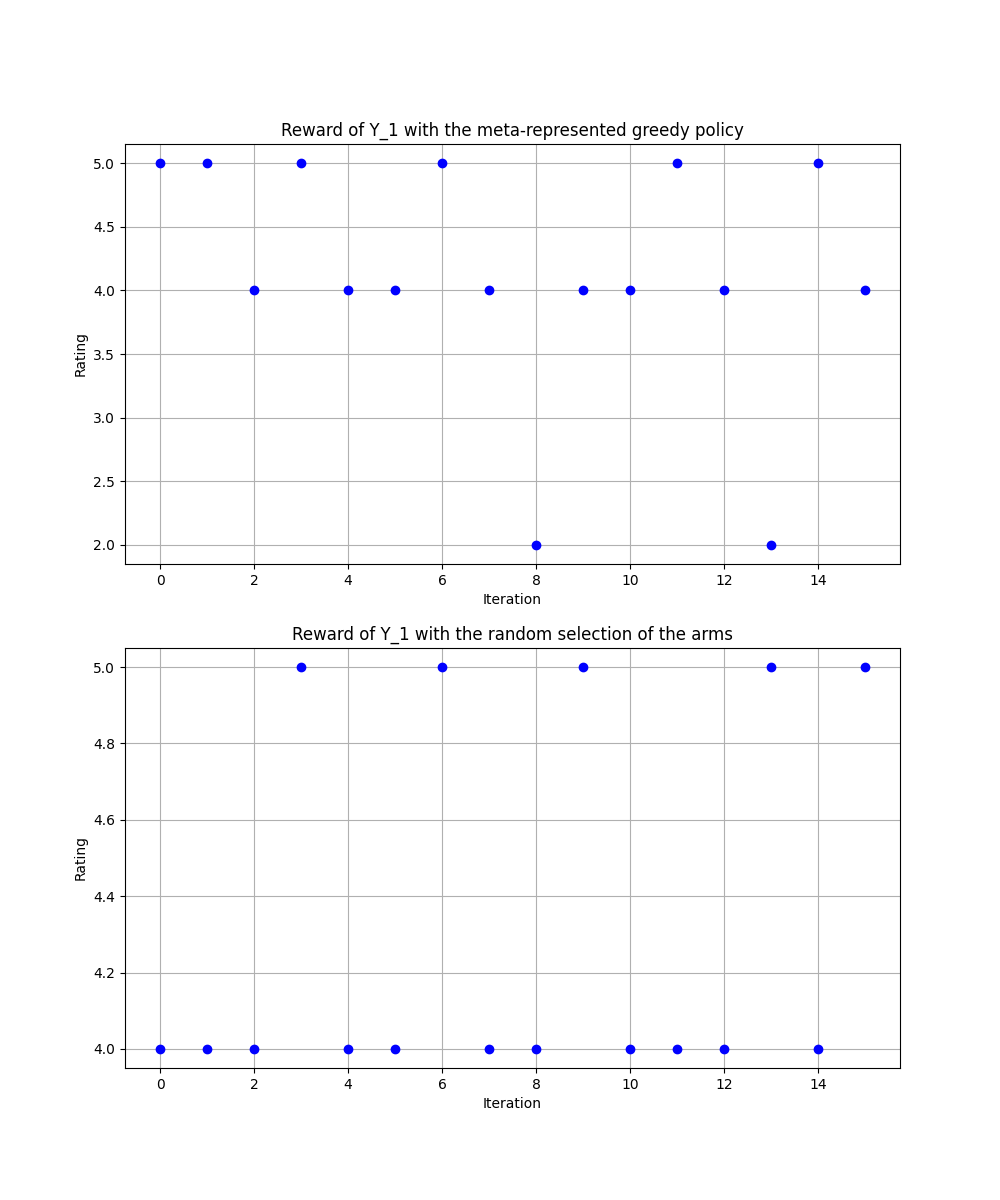 Reward of Y_1 with the meta-represented greedy policy
5.0
4.5
4.0
3.5
3.0
2.5
2.0
Rating
0 2 4 6 8 10 12 14
Iteration
Reward of Y_1 with the random selection of the arms
5.0
4.8
4.6
4.4
4.2
4.0
Rating
0 2 4 6 8 10 12 14
Iteration